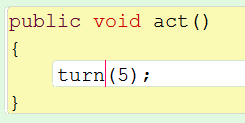 public void act()
{
turn(5);
}